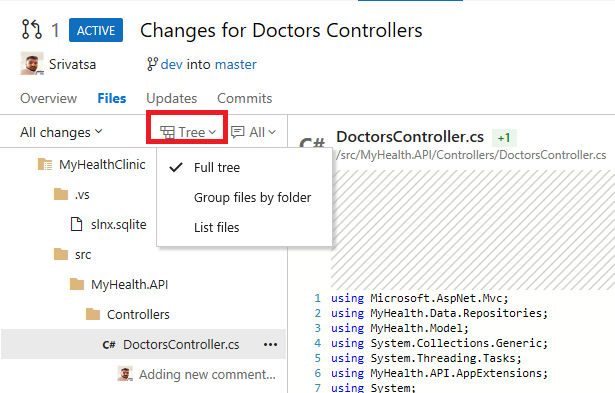 1 ACTIVE Changes for Doctors Controllers
Srivatsa dev into master
Overview Files Updates Commits
All changes Tree All
Full tree
Group files by folder
List files
MyHealthClinic
.vs
slnx.sqlite
src
MyHealth.API
Controllers
C# DoctorsController.cs ...
Adding new comment...
C# DoctorsController.cs +1
/src/MyHealth.API/Controllers/DoctorsController.cs
1 using Microsoft.AspNet.Mvc;
2 using MyHealth.Data.Repositories;
3 using MyHealth.Model;
4 using System.Collections.Generic;
5 using System.Threading.Tasks;
6 using MyHealth.API.AppExtensions;
7 using System;